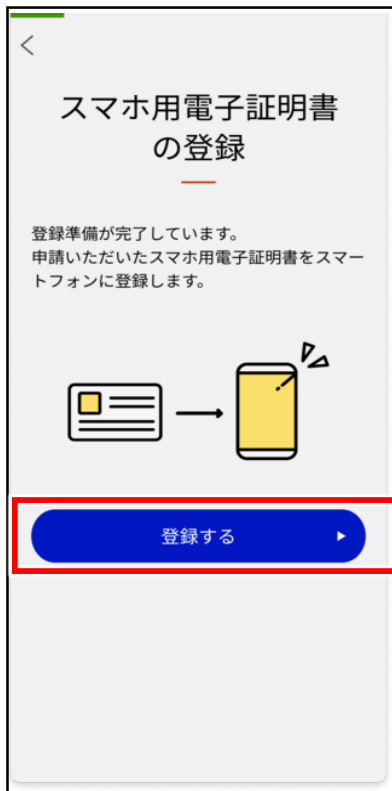 スマホ用電子証明書
の登録
登録準備が完了しています。
申請いただいたスマホ用電子証明書をスマー
トフォンに登録します。
登録する